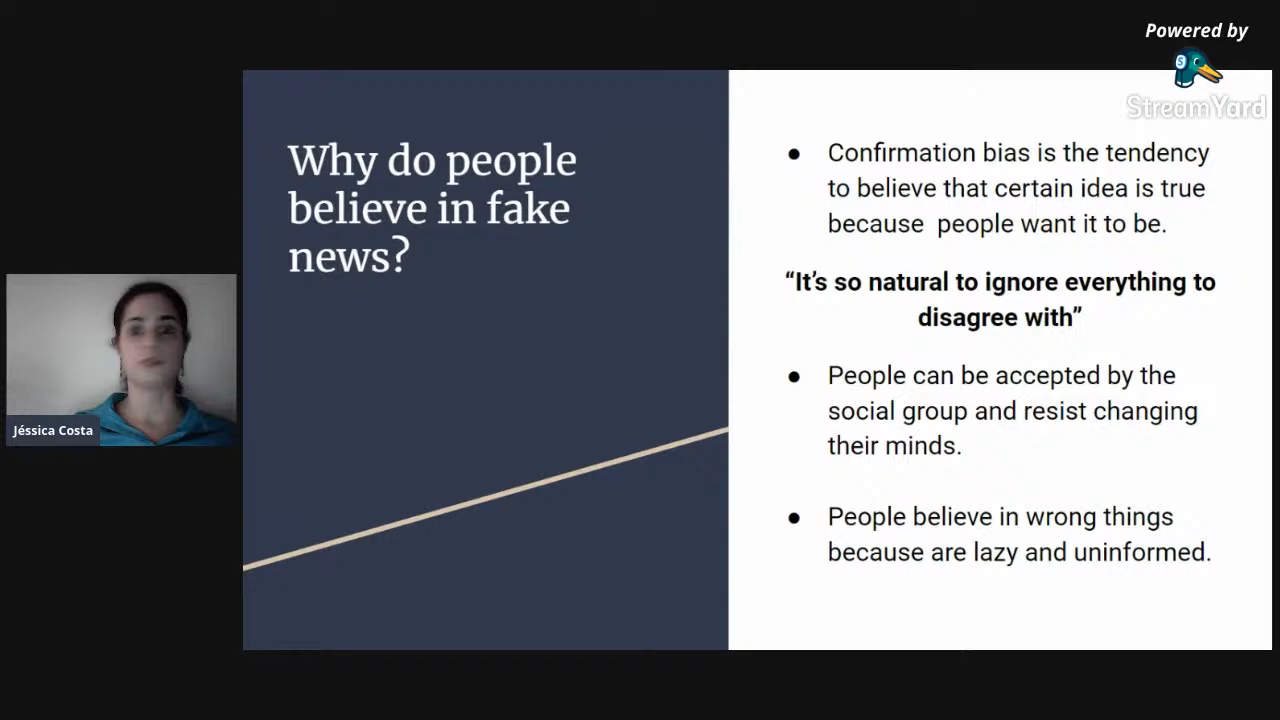 Powered by
StreamYard
Why do people
believe in fake
news?
● Confirmation bias is the tendency
to believe that certain idea is true
because  people want it to be.
“It’s so natural to ignore everything to
disagree with”
● People can be accepted by the
social group and resist changing
their minds.
● People believe in wrong things
because are lazy and uninformed.
Jéssica Costa